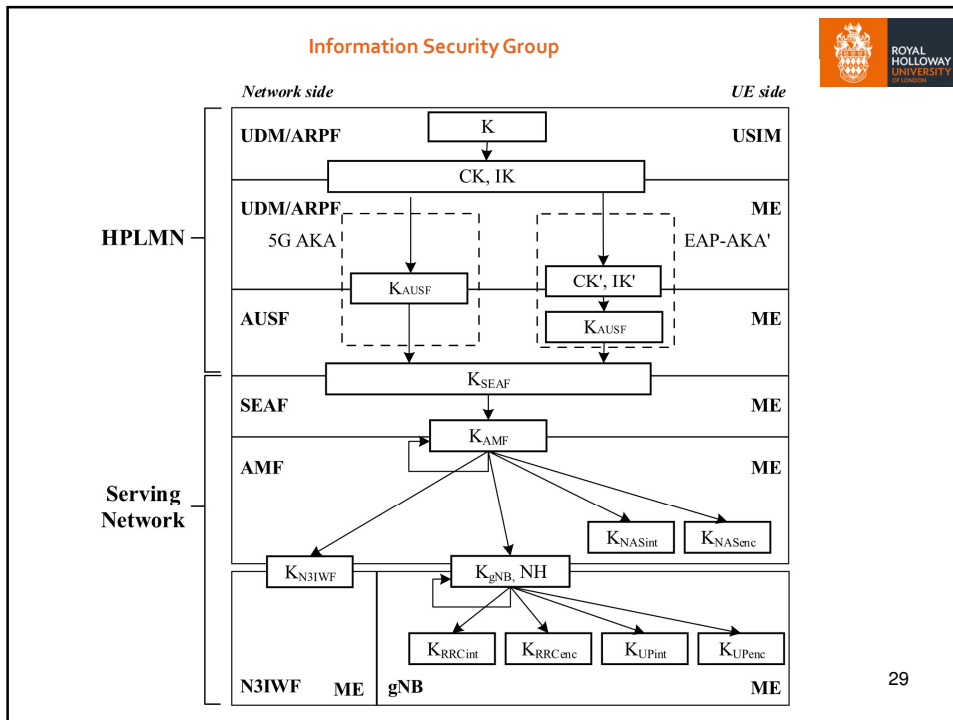 Information Security Group
ROYAL
HOLLOWAY
UNIVERSITY
OF LONDON
Network side
UE side
HPLMN
UDM/ARPF
K
USIM
CK, IK
UDM/ARPF
ME
5G AKA
EAP-AKA'
KAUSF
CK', IK'
AUSF
KAUSF
ME
KSEAF
SEAF
ME
KAMF
AMF
ME
Serving
Network
KNASint
KNASenc
KN3IWF
KgNB, NH
KRRCint
KRRCenc
KUPint
KUPenc
N3IWF
ME
gNB
ME
29